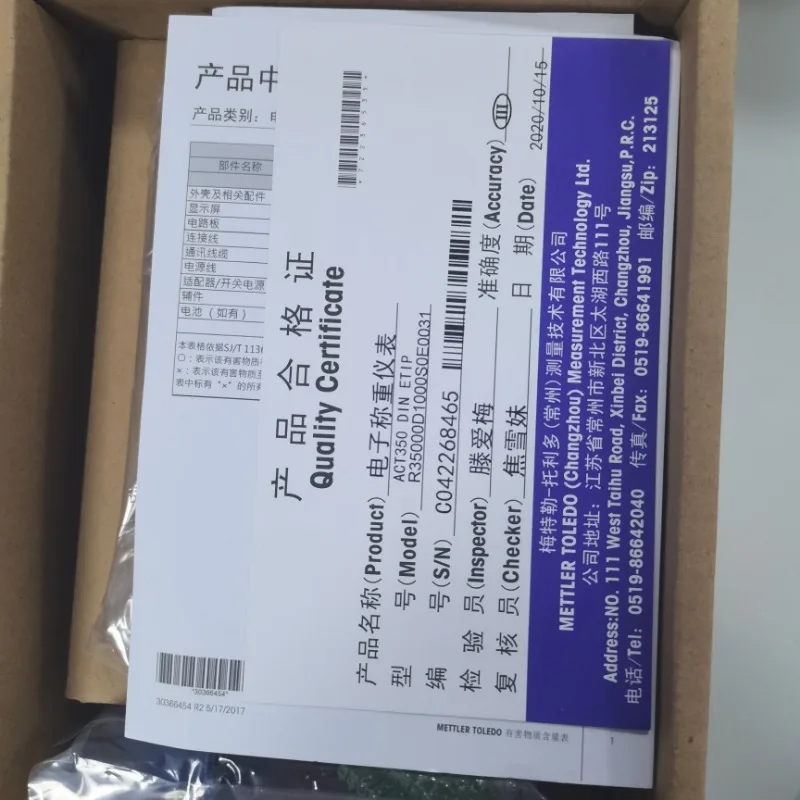 产品合格证
Quality Certificate
产品名称(Product) 电子称重仪表
型 号(Model) ACT350 DIN ETIP
R35000D1000S0E0031
编 号(S/N) C042268465
检 验 员(Inspector) 滕爱梅 准确度(Accuracy) III
复 核 员(Checker) 焦雪妹 日 期(Date) 2020/10/15
梅特勒-托利多(常州)测量技术有限公司
METTLER TOLEDO (Changzhou) Measurement Technology Ltd.
公司地址: 江苏省常州市新北区太湖西路111号
Address:NO. 111 West Taihu Road, Xinbei District, Changzhou, Jiangsu,P.R.C.
电话/Tel: 0519-86642040 传真/Fax: 0519-86641991 邮编/Zip: 213125
产品中
产品类别:
部件名称
外壳及相关配件
显示屏
电路板
连接线
通讯线缆
电源线
适配器/开关电源
辅件
电池 (如有)
本表格依据SJ/T 1136
○: 表示该有害物质
×: 表示该有害物质至
表中标有 "×" 的所有
*30366454*
30366454 R2 5/17/2017
METTLER TOLEDO 有害物质含量表
1